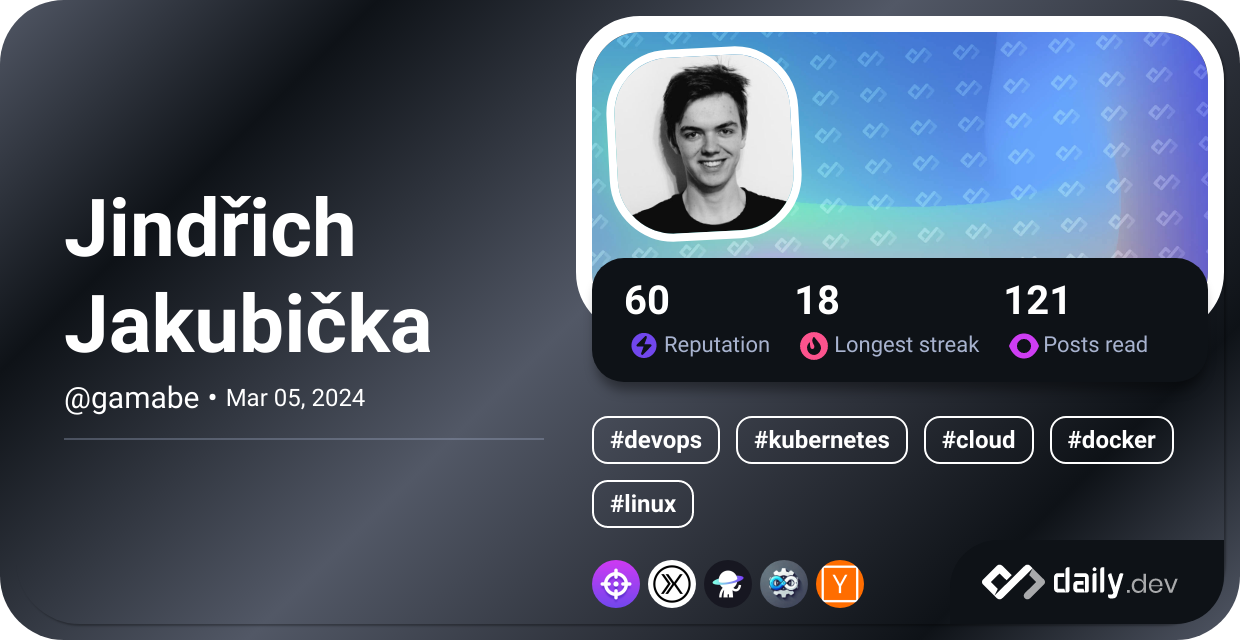 Jindřich
Jakubička
@gamabe • Mar 05, 2024
60 18 121
Reputation Longest streak Posts read
#devops #kubernetes #cloud #docker
#linux
Y
daily.dev